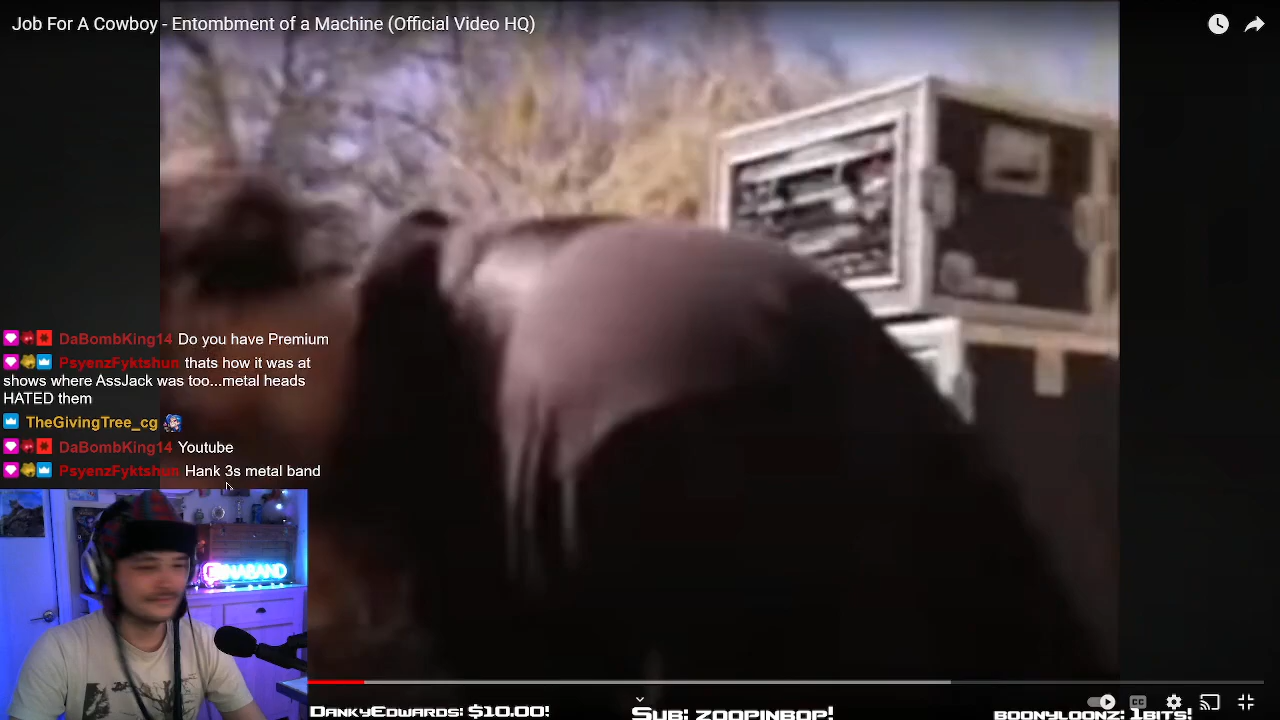 Job For A Cowboy - Entombment of a Machine (Official Video HQ)
DaBombKing14 Do you have Premium
PsyenzFyktshun thats how it was at
shows where AssJack was too...metal heads
HATED them
TheGivingTree_cg
DaBombKing14 Youtube
PsyenzFyktshun Hank 3s metal band
CC
DankyEdwards: $10.00!
Sub: zoopinbop!